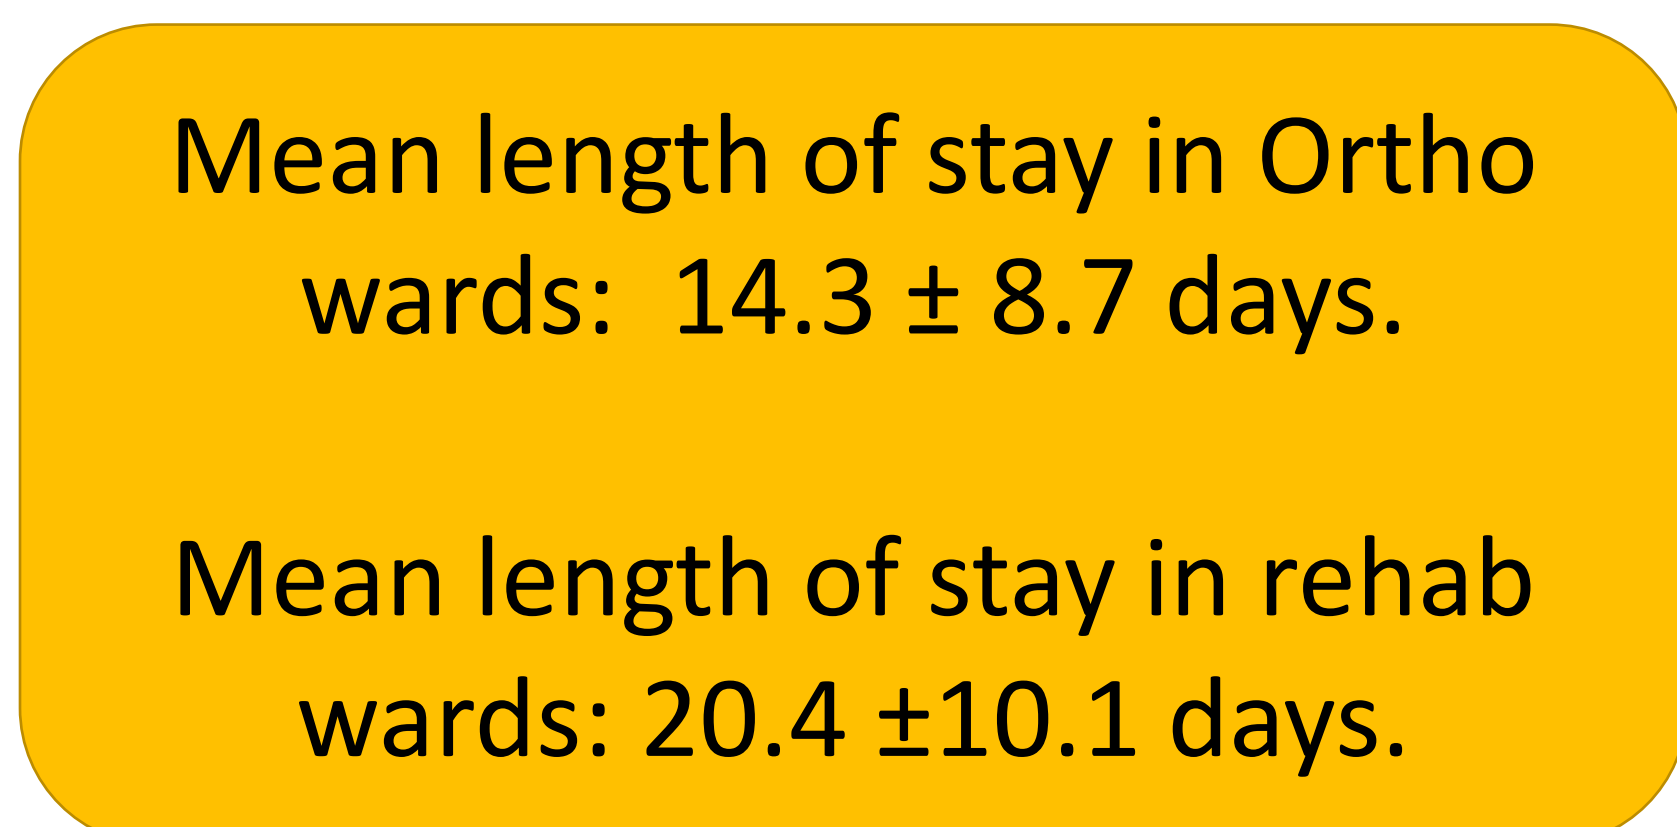 Mean length of stay in Ortho
wards:  14.3 ± 8.7 days.
Mean length of stay in rehab
wards: 20.4 ±10.1 days.